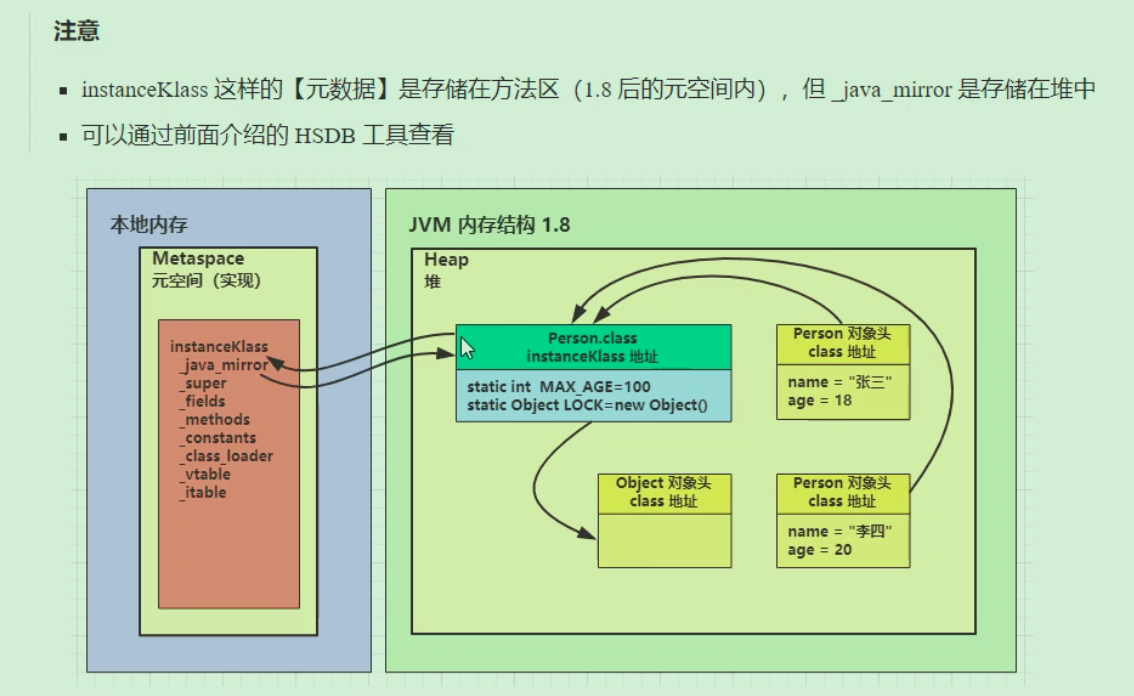 注意
instanceKlass 这样的【元数据】是存储在方法区（1.8 后的元空间内），但 _java_mirror 是存储在堆中
可以通过前面介绍的 HSDB 工具查看
本地内存
Metaspace
元空间（实现）
instanceKlass
_java_mirror
_super
_fields
_methods
_constants
_class_loader
_vtable
_itable
JVM 内存结构 1.8
Heap
堆
Person.class
instanceKlass 地址
static int MAX_AGE=100
static Object LOCK=new Object()
Person 对象头
class 地址
name = "张三"
age = 18
Object 对象头
class 地址
Person 对象头
class 地址
name = "李四"
age = 20